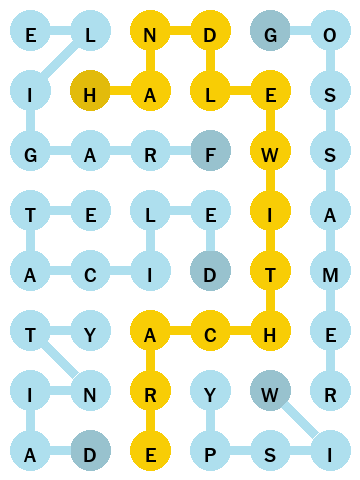 E L N D G O
I H A L E S
G A R F W S
T E L E I A
A C I D T M
T Y A C H E
I N R Y W R
A D E P S I